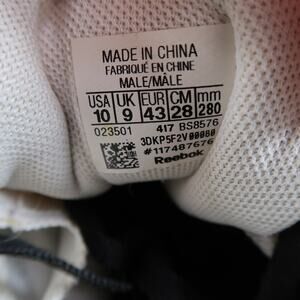 MADE IN CHINA
FABRIQUÉ EN CHINE
MALE/MÂLE
USA UK EUR CM mm
10 9 43 28 280
023501 417 BS8576
3DKP5F2V00080
#117487676
Reebok